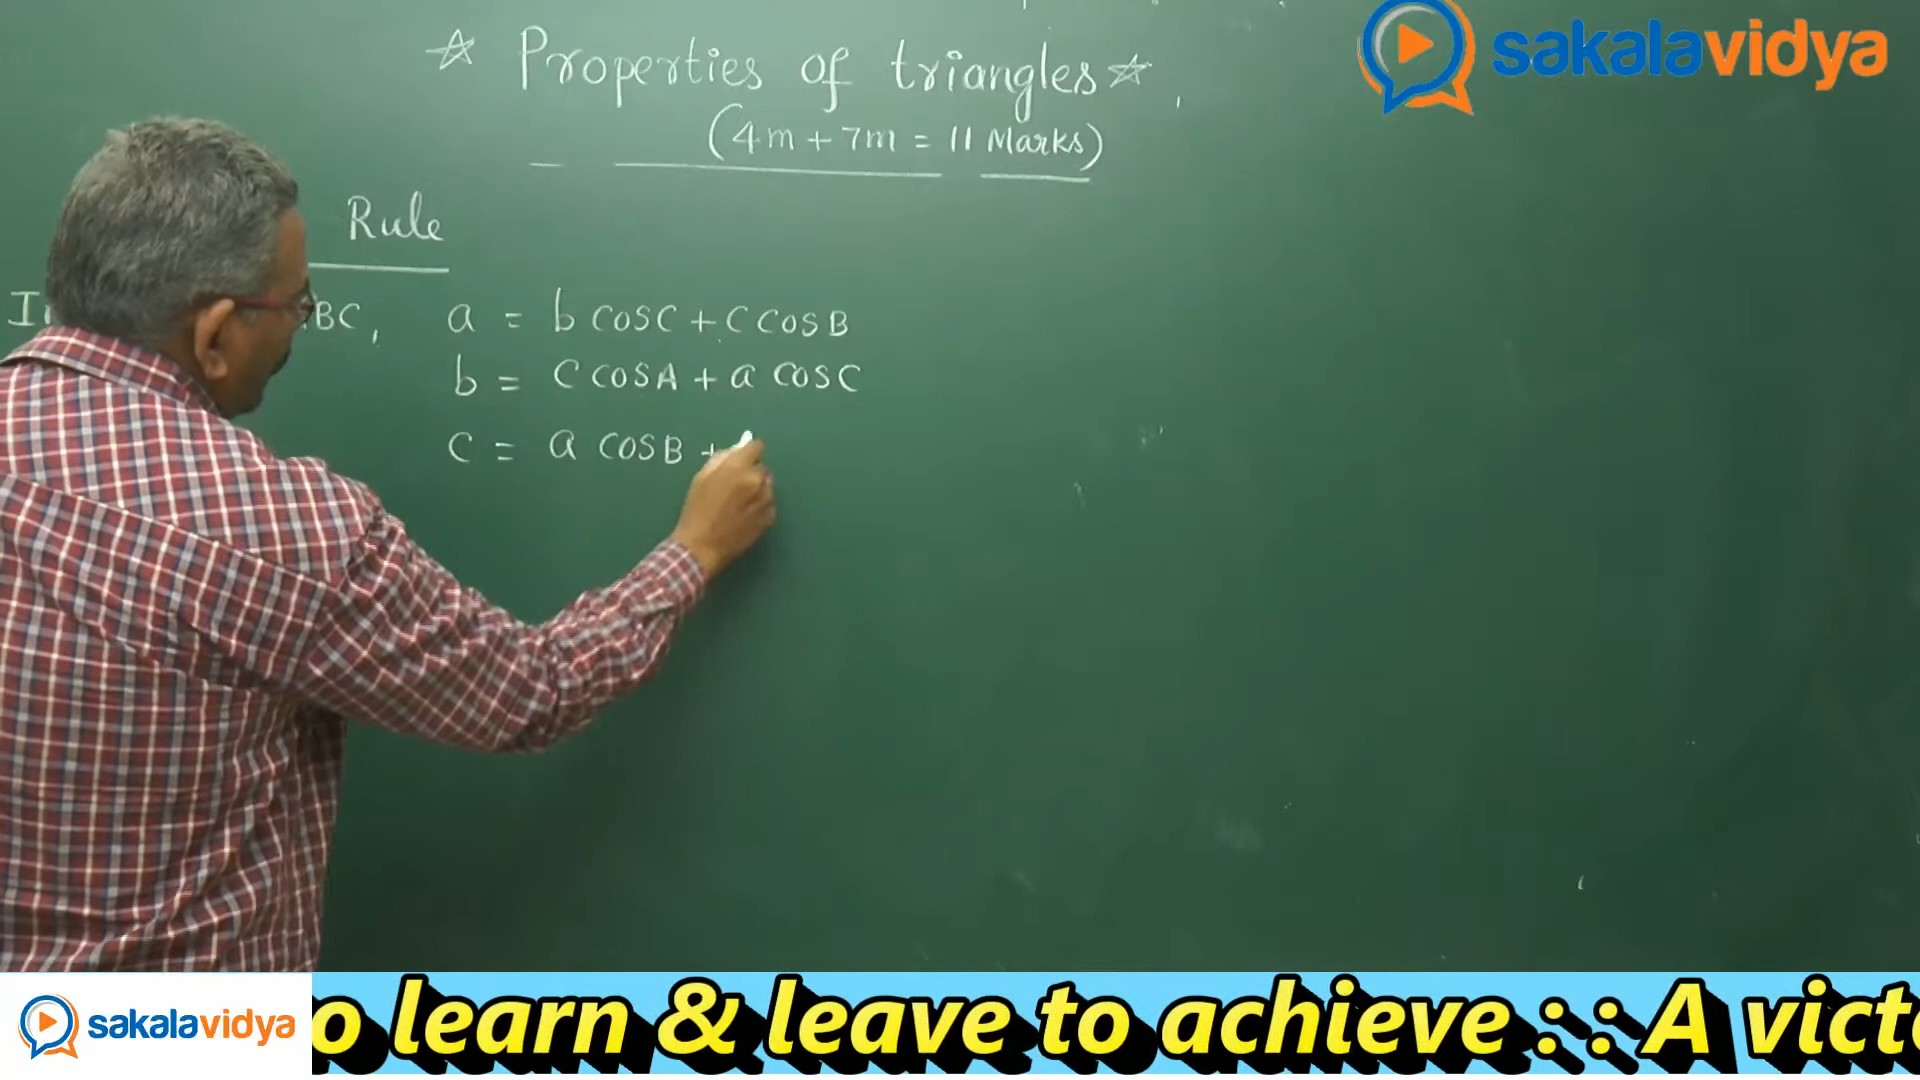 ☆ Properties of triangles ☆
(4m + 7m = 11 Marks)
sakalavidya
Rule
BC, a = b cosC + c cosB
b = c cosA + a cosC
c = a cosB +
sakalavidya
learn & leave to achieve : : A